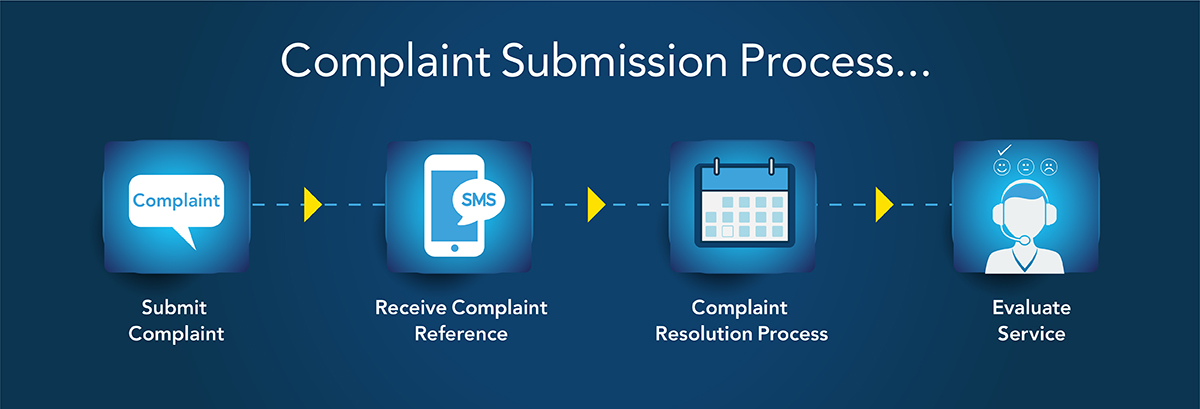 Complaint Submission Process...
Complaint
SMS
Submit
Complaint
Receive Complaint
Reference
Complaint
Resolution Process
Evaluate
Service